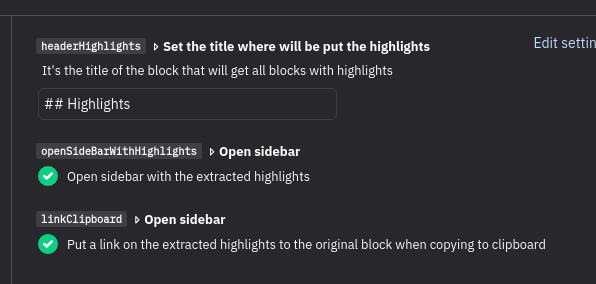 headerHighlights Set the title where will be put the highlights
Edit settin
It's the title of the block that will get all blocks with highlights
## Highlights
openSideBarWithHighlights Open sidebar
Open sidebar with the extracted highlights
linkClipboard Open sidebar
Put a link on the extracted highlights to the original block when copying to clipboard